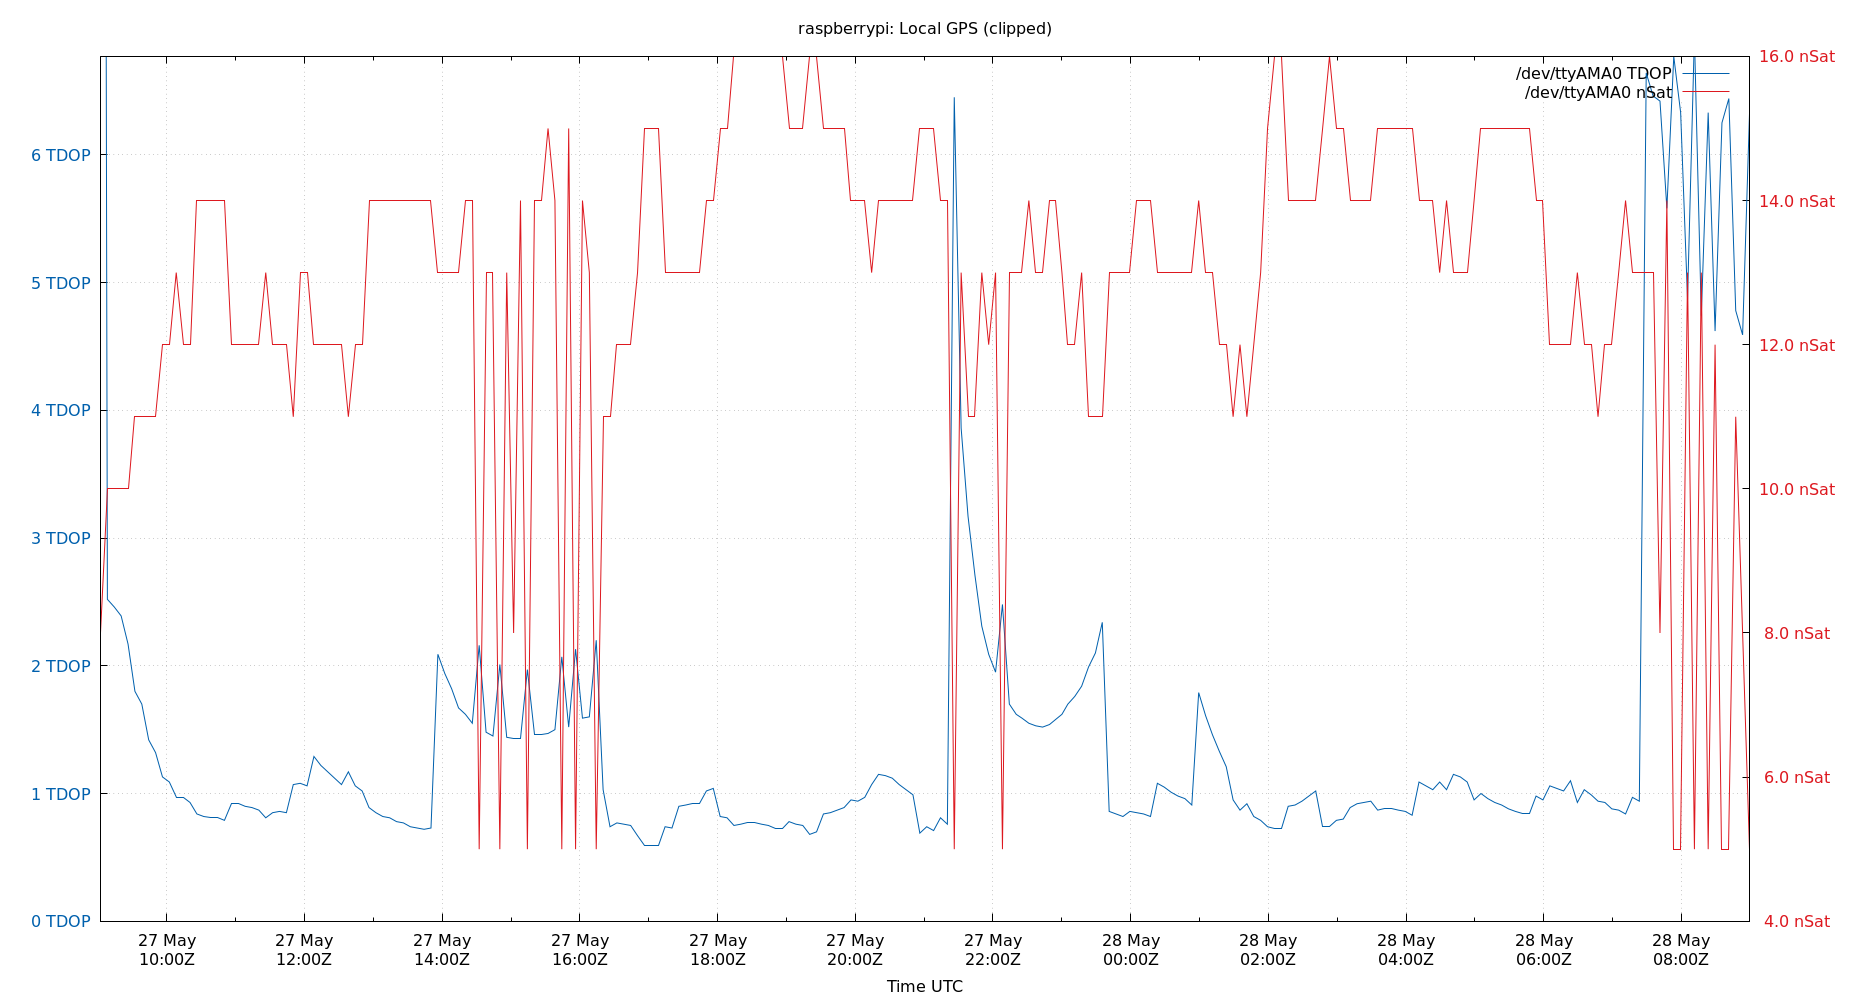 raspberrypi: Local GPS (clipped)
/dev/ttyAMA0 TDOP
/dev/ttyAMA0 nSat
6 TDOP
5 TDOP
4 TDOP
3 TDOP
2 TDOP
1 TDOP
0 TDOP
16.0 nSat
14.0 nSat
12.0 nSat
10.0 nSat
8.0 nSat
6.0 nSat
4.0 nSat
27 May 27 May 27 May 27 May 27 May 27 May 27 May 28 May 28 May 28 May 28 May 28 May
10:00Z 12:00Z 14:00Z 16:00Z 18:00Z 20:00Z 22:00Z 00:00Z 02:00Z 04:00Z 06:00Z 08:00Z
Time UTC